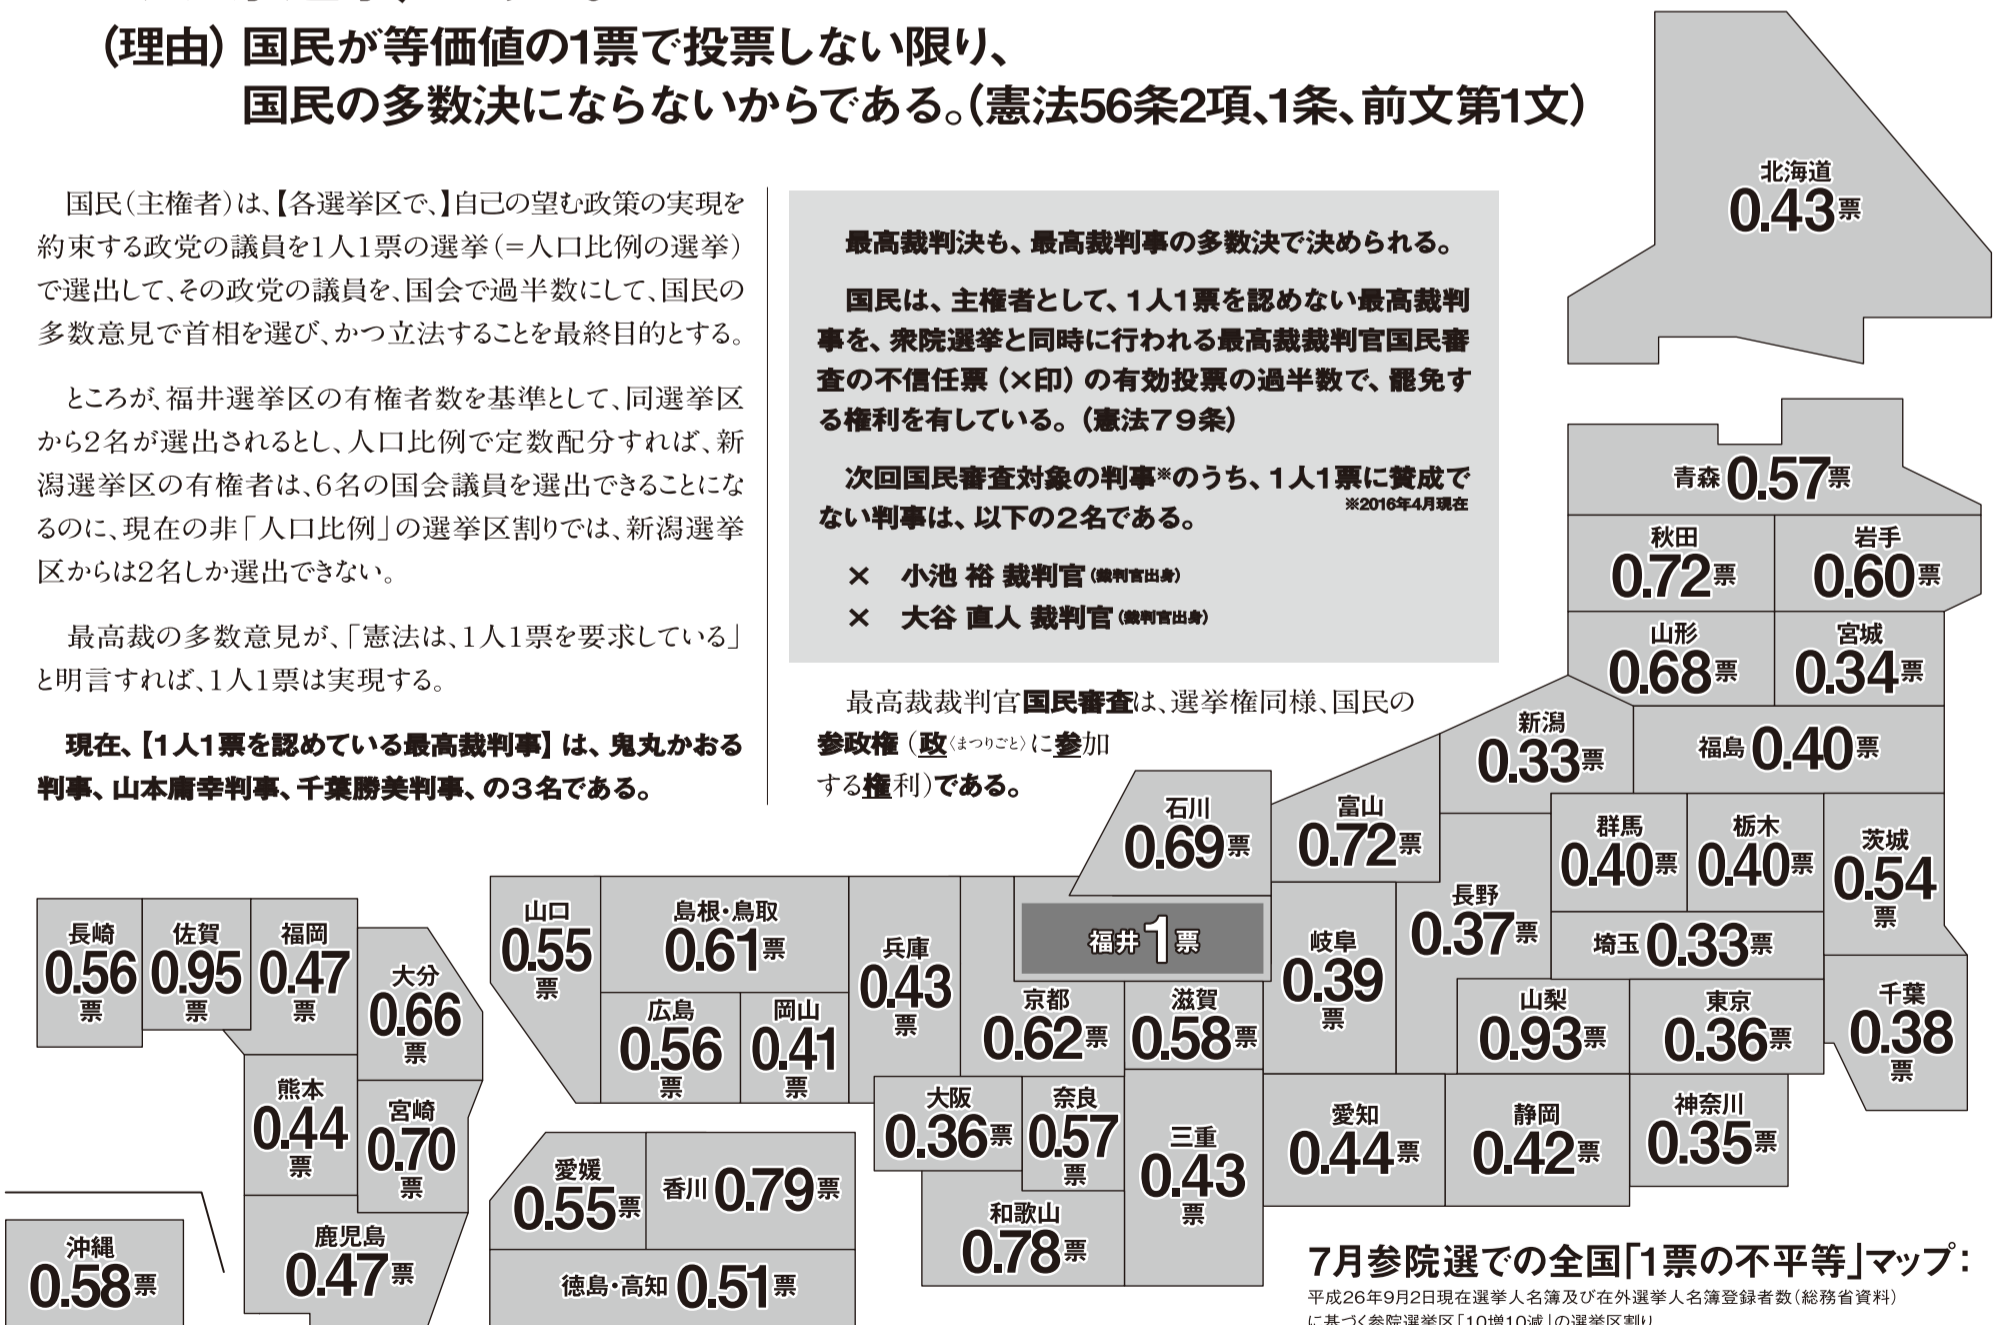 （理由）国民が等価値の1票で投票しない限り、
国民の多数決にならないからである。（憲法56条2項、1条、前文第1文）
国民（主権者）は、【各選挙区で、】自己の望む政策の実現を
約束する政党の議員を1人1票の選挙（＝人口比例の選挙）
で選出して、その政党の議員を、国会で過半数にして、国民の
多数意見で首相を選び、かつ立法することを最終目的とする。
ところが、福井選挙区の有権者数を基準として、同選挙区
から2名が選出されるとし、人口比例で定数配分すれば、新
潟選挙区の有権者は、6名の国会議員を選出できることにな
るのに、現在の非「人口比例」の選挙区割りでは、新潟選挙
区からは2名しか選出できない。
最高裁の多数意見が、「憲法は、1人1票を要求している」
と明言すれば、1人1票は実現する。
現在、【１人１票を認めている最高裁判事】は、鬼丸かおる
判事、山本庸幸判事、千葉勝美判事、の３名である。
最高裁判決も、最高裁判事の多数決で決められる。
国民は、主権者として、１人１票を認めない最高裁判
事を、衆院選挙と同時に行われる最高裁裁判官国民審
査の不信任票（×印）の有効投票の過半数で、罷免す
る権利を有している。（憲法７９条）
次回国民審査対象の判事※のうち、１人１票に賛成で
ない判事は、以下の２名である。
※2016年4月現在
× 小池 裕 裁判官（裁判官出身）
× 大谷 直人 裁判官（裁判官出身）
最高裁裁判官国民審査は、選挙権同様、国民の
参政権（政〈まつりごと〉に参加
する権利）である。
北海道
0.43票
青森 0.57票
秋田
0.72票
岩手
0.60票
山形
0.68票
宮城
0.34票
新潟
0.33票
福島 0.40票
石川
0.69票
富山
0.72票
群馬
0.40票
栃木
0.40票
茨城
0.54
票
長野
0.37票
埼玉 0.33票
福井 1票
岐阜
0.39
票
山梨
0.93票
東京
0.36票
千葉
0.38
票
長崎
0.56
票
佐賀
0.95
票
福岡
0.47
票
大分
0.66
票
山口
0.55
票
島根・鳥取
0.61票
兵庫
0.43
票
広島
0.56
票
岡山
0.41
票
京都
0.62票
滋賀
0.58票
熊本
0.44
票
宮崎
0.70
票
大阪
0.36票
奈良
0.57
票
三重
0.43
票
愛知
0.44票
静岡
0.42票
神奈川
0.35票
愛媛
0.55票
香川 0.79票
和歌山
0.78票
沖縄
0.58票
鹿児島
0.47票
徳島・高知 0.51票
7月参院選での全国「1票の不平等」マップ：
平成26年9月2日現在選挙人名簿及び在外選挙人名簿登録者数（総務省資料）
に基づく参院選挙区「10増10減」の選挙区割り